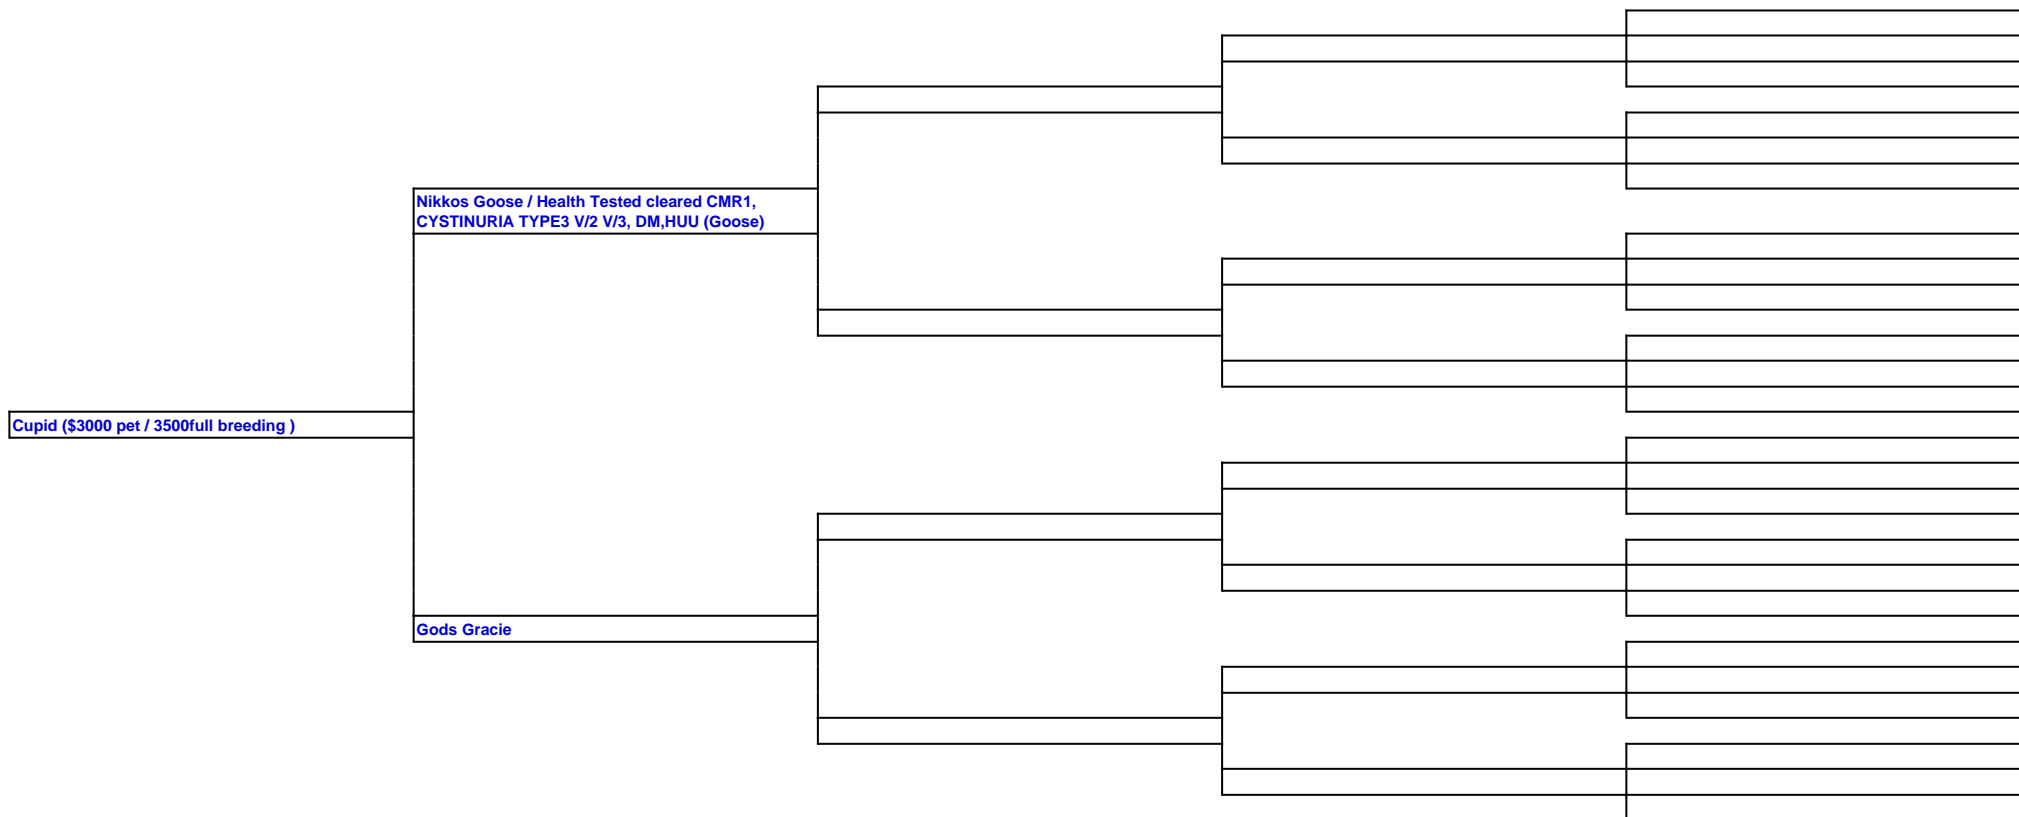 Nikkos Goose / Health Tested cleared CMR1,
CYSTINURIA TYPE3 V/2 V/3, DM,HUU (Goose)
Cupid ($3000 pet / 3500full breeding )
Gods Gracie